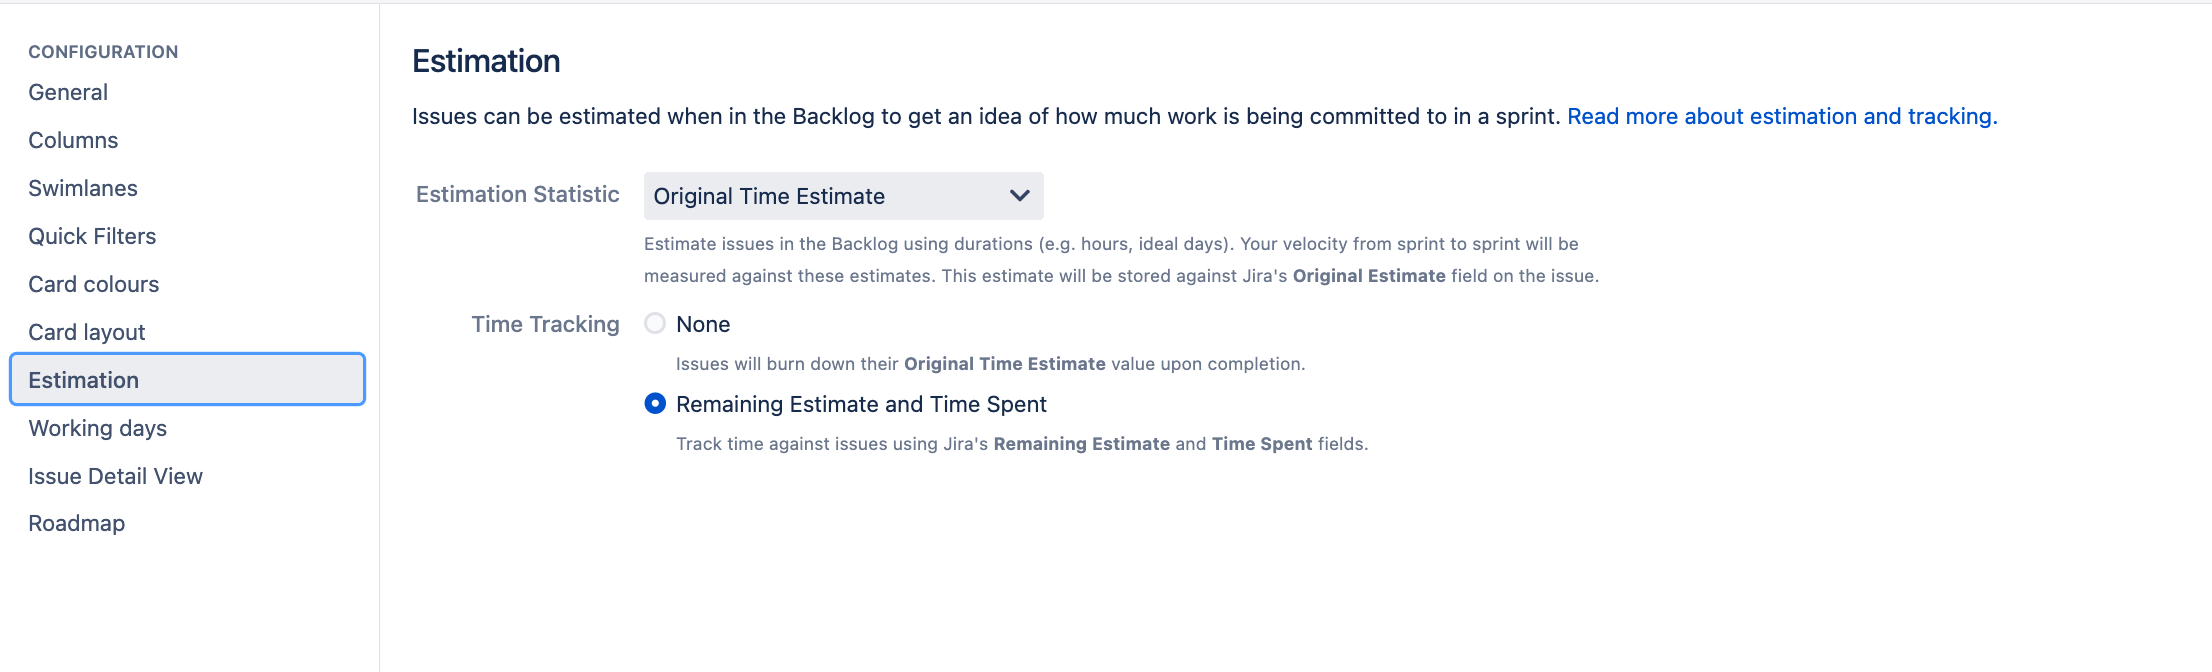 CONFIGURATION
General
Columns
Swimlanes
Quick Filters
Card colours
Card layout
Estimation
Working days
Issue Detail View
Roadmap
Estimation
Issues can be estimated when in the Backlog to get an idea of how much work is being committed to in a sprint. Read more about estimation and tracking.
Estimation Statistic
Original Time Estimate
Estimate issues in the Backlog using durations (e.g. hours, ideal days). Your velocity from sprint to sprint will be
measured against these estimates. This estimate will be stored against Jira's Original Estimate field on the issue.
Time Tracking
None
Issues will burn down their Original Time Estimate value upon completion.
Remaining Estimate and Time Spent
Track time against issues using Jira's Remaining Estimate and Time Spent fields.